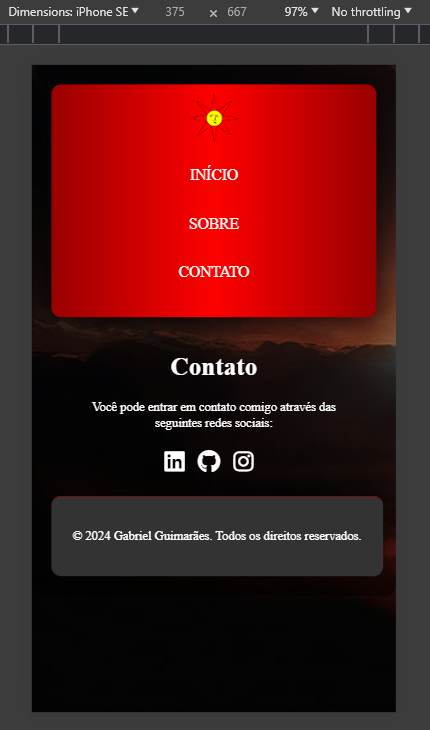 Dimensions: iPhone SE 375 × 667 97% No throttling
INÍCIO
SOBRE
CONTATO
Contato
Você pode entrar em contato comigo através das
seguintes redes sociais:
in
© 2024 Gabriel Guimarães. Todos os direitos reservados.